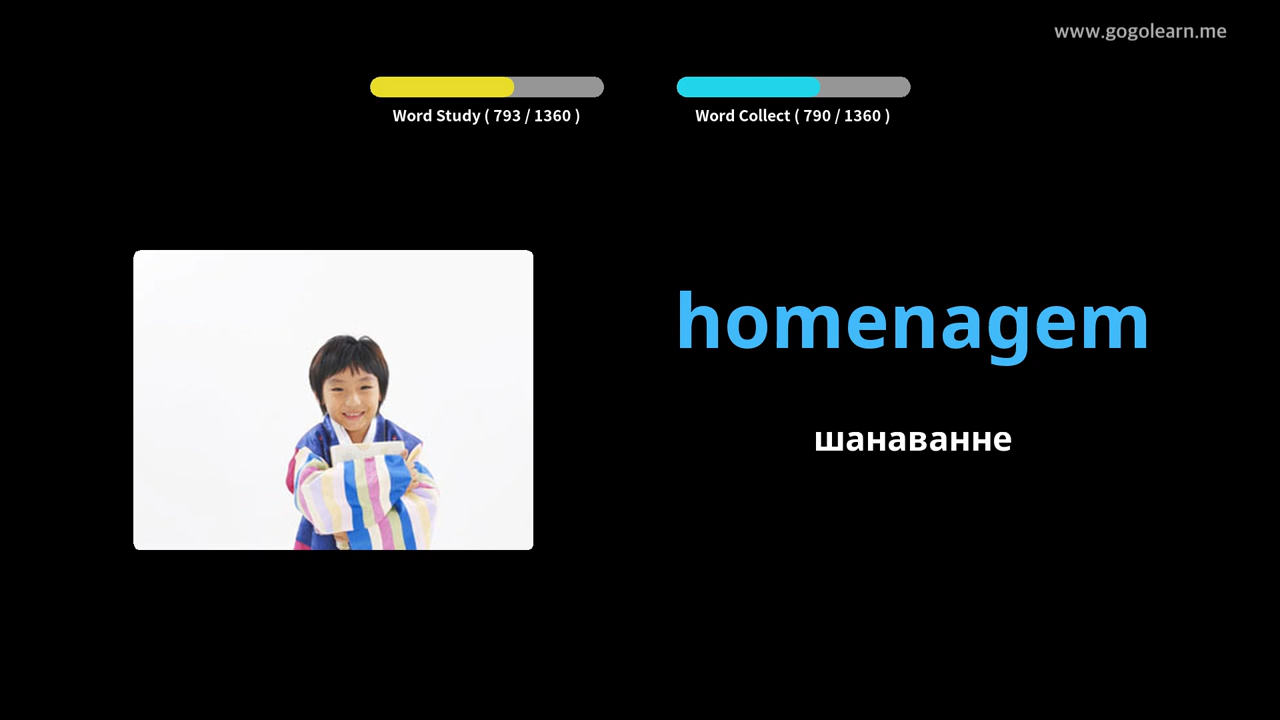 www.gogolearn.me
Word Study ( 793 / 1360 )
Word Collect ( 790 / 1360 )
homenagem
шанаванне